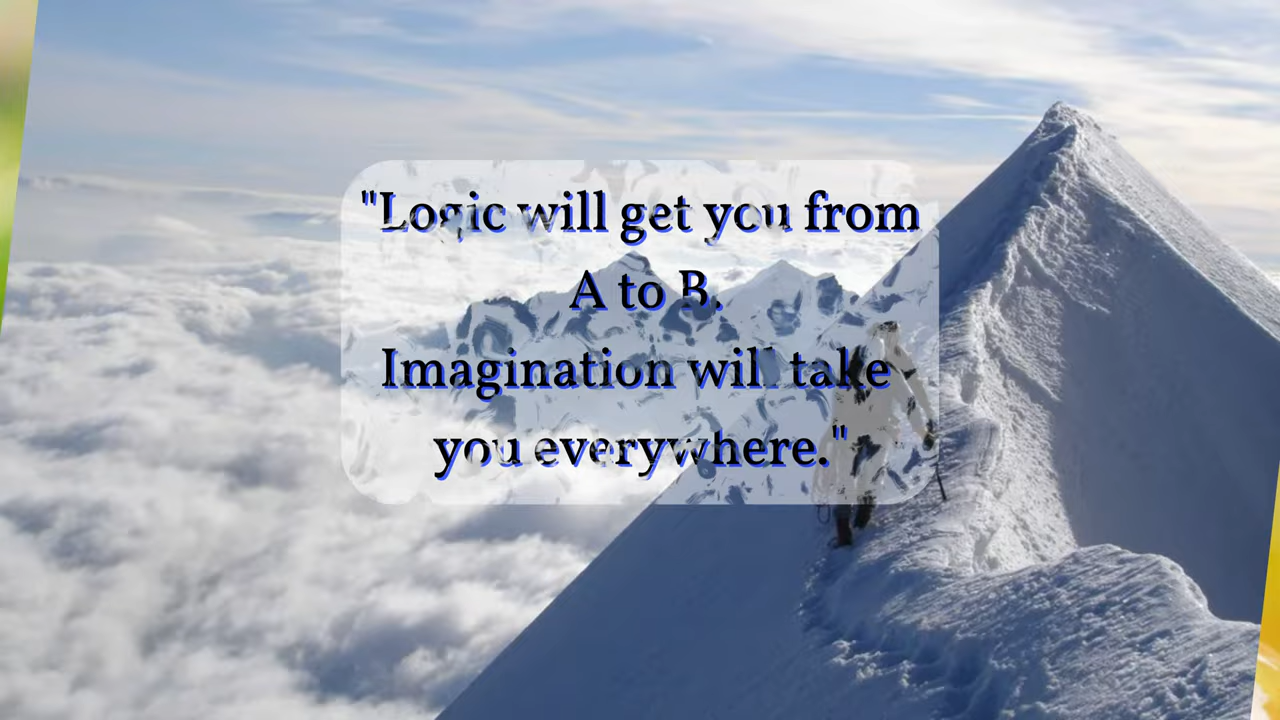 "Logic will get you from
A to B.
Imagination will take
you everywhere."